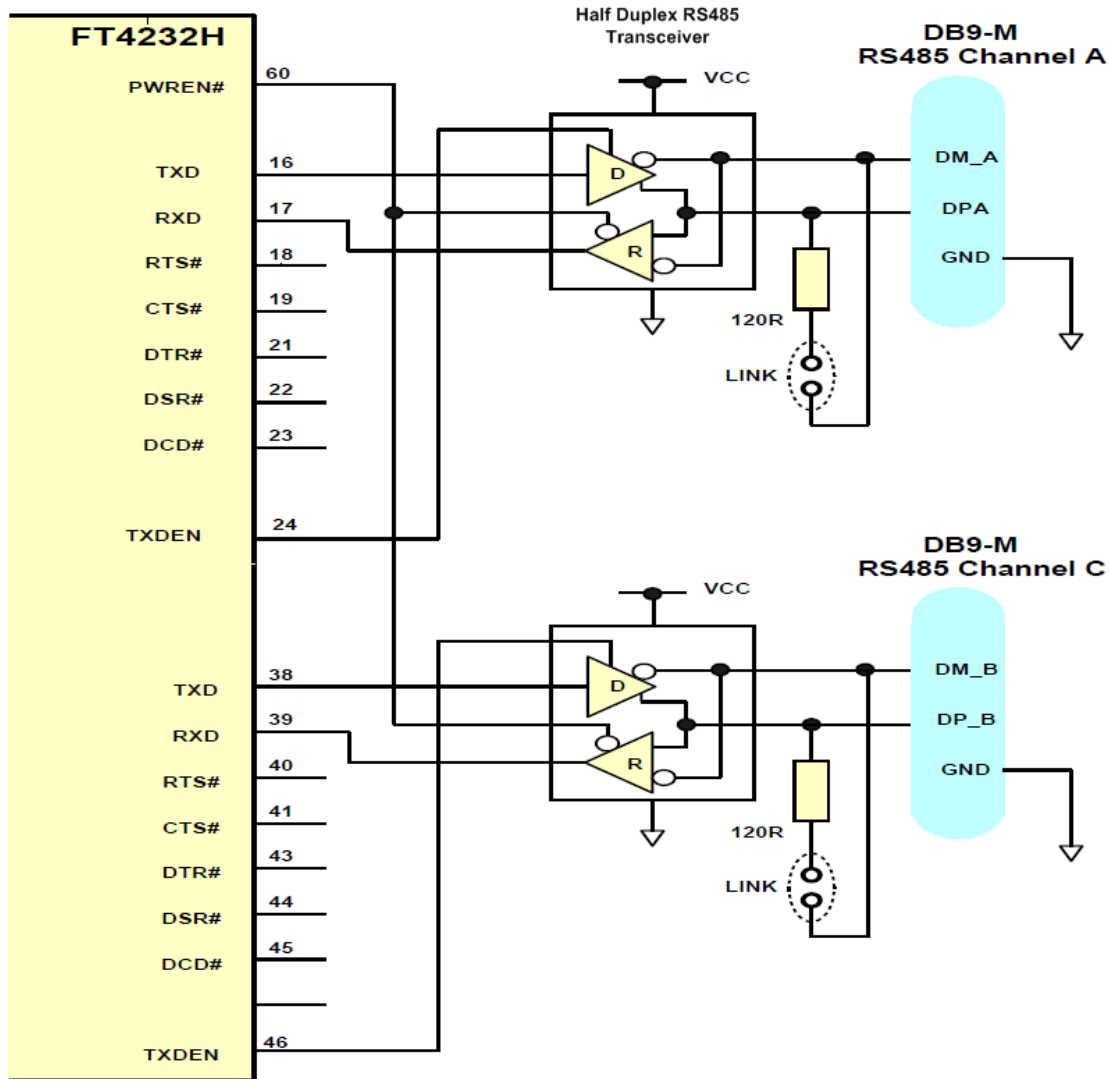 FT4232H
Half Duplex RS485
Transceiver
DB9-M
RS485 Channel A
PWREN#
60
VCC
TXD
16
D
DM_A
RXD
17
DPA
RTS#
18
R
GND
CTS#
19
120R
DTR#
21
LINK
DSR#
22
DCD#
23
TXDEN
24
DB9-M
RS485 Channel C
VCC
TXD
38
D
DM_B
RXD
39
DP_B
RTS#
40
R
GND
CTS#
41
120R
DTR#
43
LINK
DSR#
44
DCD#
45
TXDEN
46